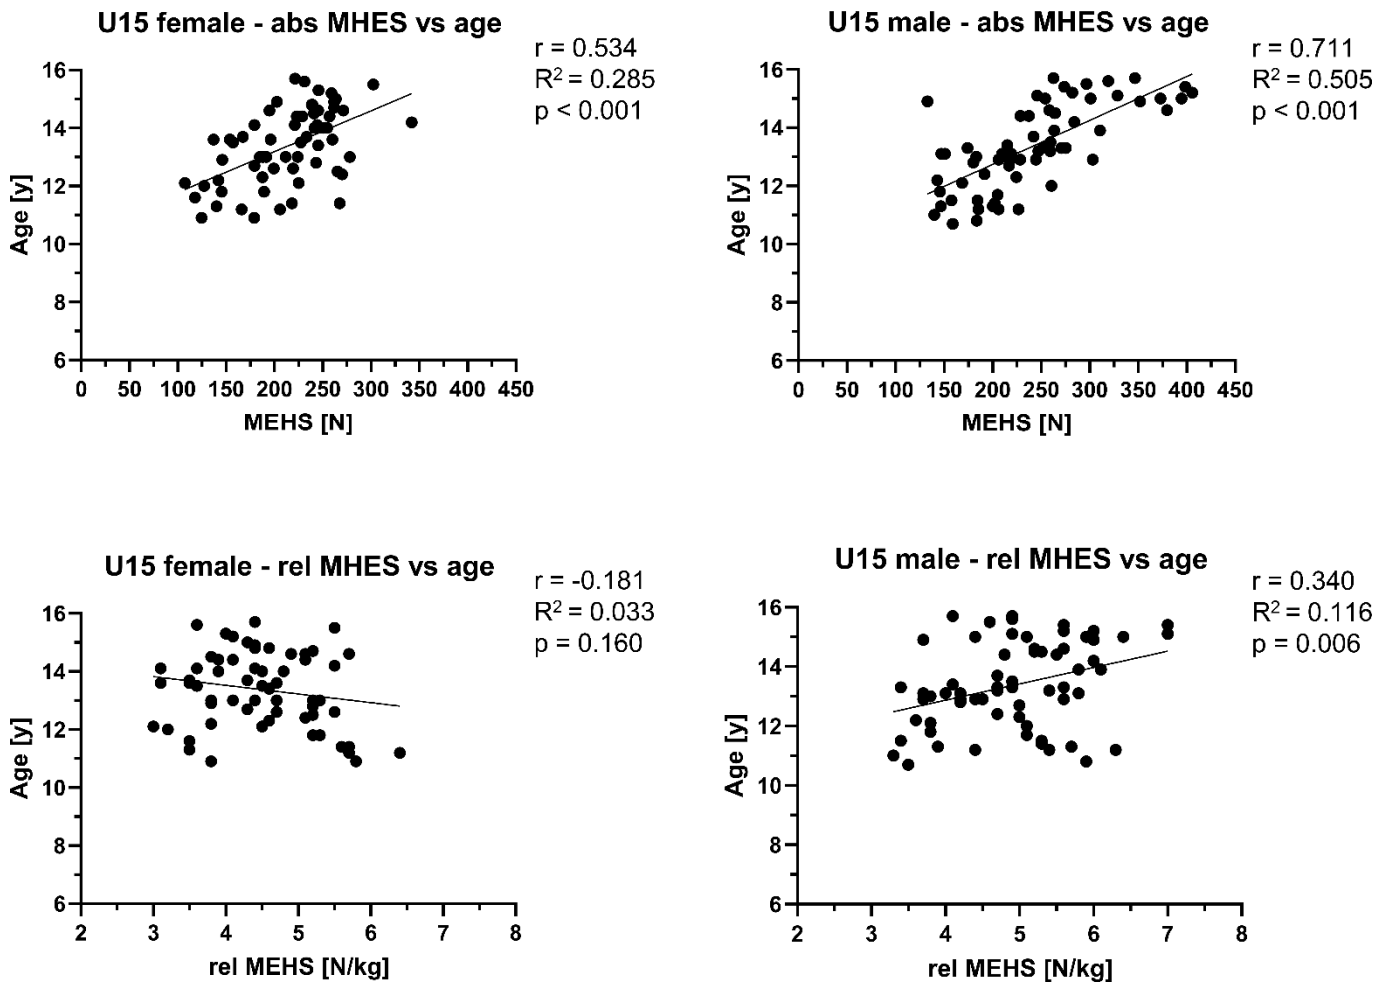 U15 female - abs MHES vs age
r = 0.534
R² = 0.285
p < 0.001
16
14
12
10
8
6
Age [y]
0 50 100 150 200 250 300 350 400 450
MEHS [N]
U15 male - abs MHES vs age
r = 0.711
R² = 0.505
p < 0.001
16
14
12
10
8
6
Age [y]
0 50 100 150 200 250 300 350 400 450
MEHS [N]
U15 female - rel MHES vs age
r = -0.181
R² = 0.033
p = 0.160
16
14
12
10
8
6
Age [y]
2 3 4 5 6 7 8
rel MEHS [N/kg]
U15 male - rel MHES vs age
r = 0.340
R² = 0.116
p = 0.006
16
14
12
10
8
6
Age [y]
2 3 4 5 6 7 8
rel MEHS [N/kg]